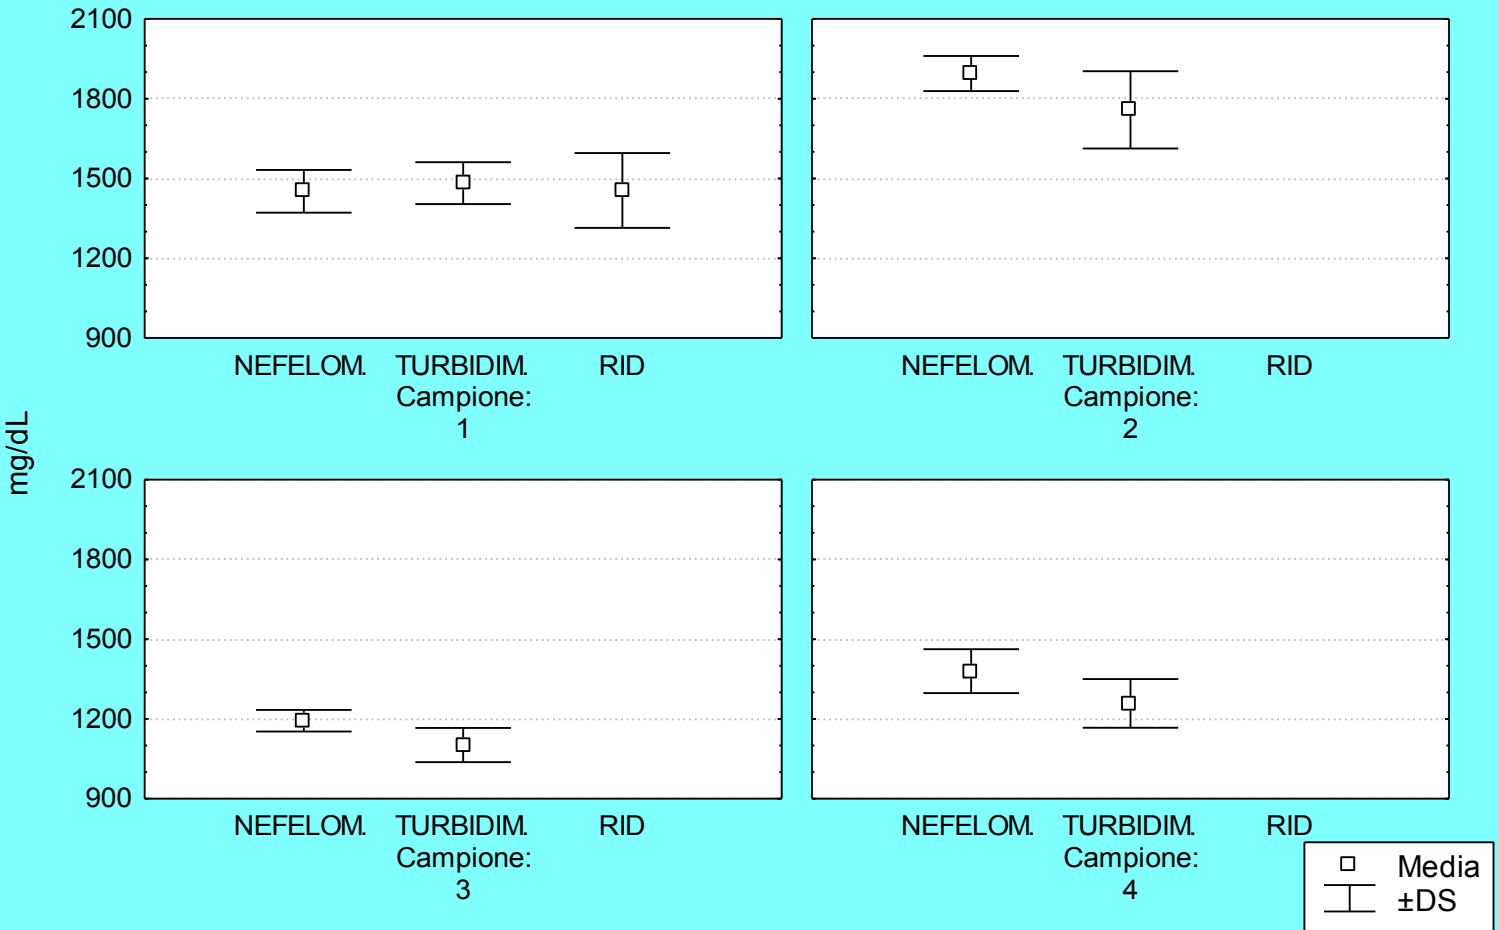 mg/dL
2100
1800
1500
1200
900
NEFELOM. TURBIDIM. RID
Campione:
1
NEFELOM. TURBIDIM. RID
Campione:
2
2100
1800
1500
1200
900
NEFELOM. TURBIDIM. RID
Campione:
3
NEFELOM. TURBIDIM. RID
Campione:
4
Media
±DS